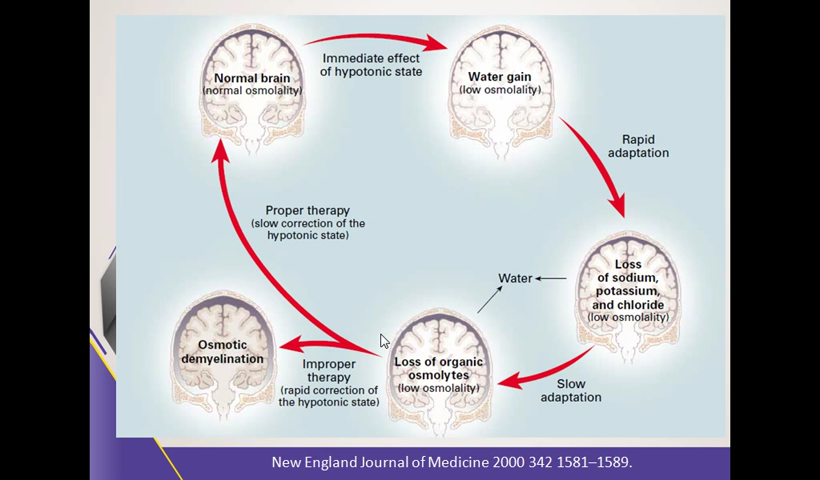 Normal brain
(normal osmolality)
Immediate effect
of hypotonic state
Water gain
(low osmolality)
Rapid
adaptation
Loss
of sodium,
potassium,
and chloride
(low osmolality)
Water
Slow
adaptation
Loss of organic
osmolytes
(low osmolality)
Proper therapy
(slow correction of the
hypotonic state)
Improper
therapy
(rapid correction of
the hypotonic state)
Osmotic
demyelination
New England Journal of Medicine 2000 342 1581–1589.